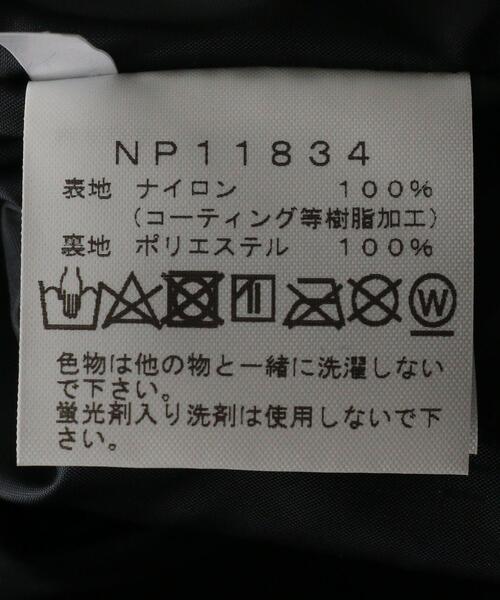 NP11834
表地 ナイロン 100%
(コーティング等樹脂加工)
裏地 ポリエステル 100%
W
色物は他の物と一緒に洗濯しない
で下さい。
蛍光剤入り洗剤は使用しないで下
さい。